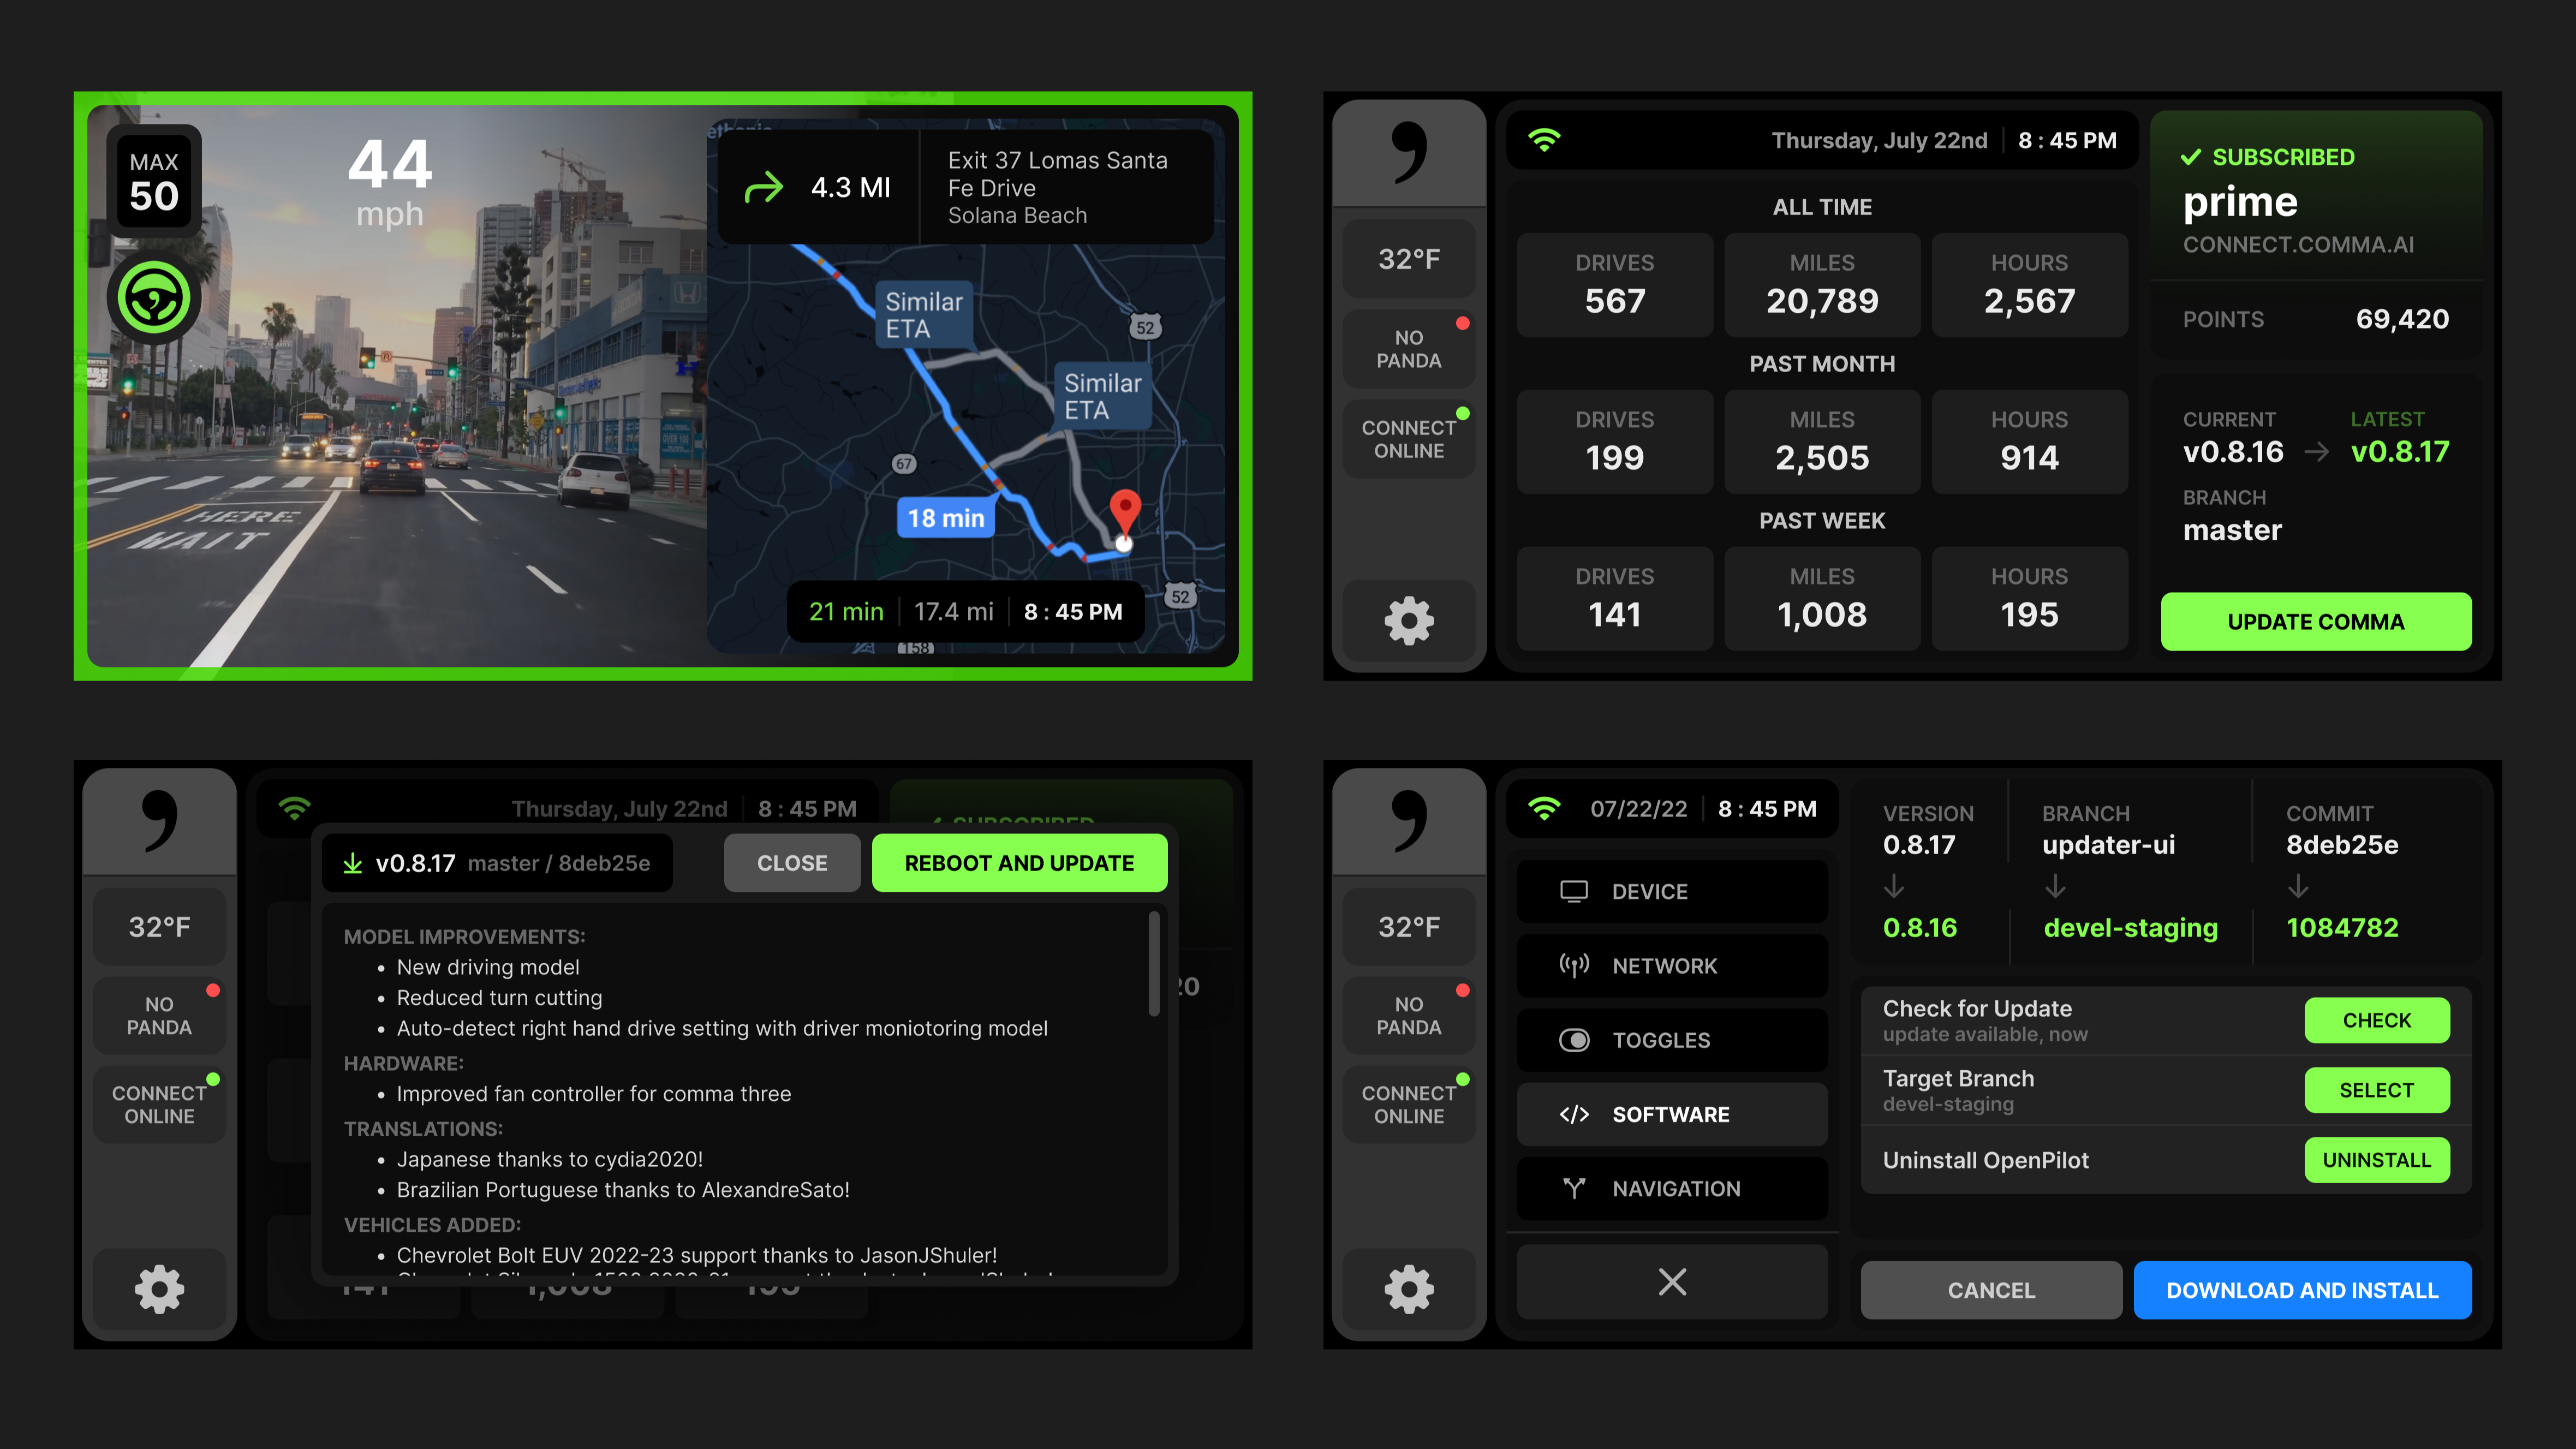 MAX
50
44
mph
4.3 MI
Exit 37 Lomas Santa
Fe Drive
Solana Beach
Similar
ETA
52
Similar
ETA
67
18 min
52
21 min
17.4 mi
8 : 45 PM
158
HERE
WAIT
32°F
NO
PANDA
CONNECT
ONLINE
Thursday, July 22nd
8 : 45 PM
ALL TIME
DRIVES
567
MILES
20,789
HOURS
2,567
PAST MONTH
DRIVES
199
MILES
2,505
HOURS
914
PAST WEEK
DRIVES
141
MILES
1,008
HOURS
195
SUBSCRIBED
prime
CONNECT.COMMA.AI
POINTS
69,420
CURRENT
v0.8.16
LATEST
v0.8.17
BRANCH
master
UPDATE COMMA
32°F
NO
PANDA
CONNECT
ONLINE
Thursday, July 22nd
8 : 45 PM
SUBSCRIBED
v0.8.17 master / 8deb25e
CLOSE
REBOOT AND UPDATE
20
MODEL IMPROVEMENTS:
• New driving model
• Reduced turn cutting
• Auto-detect right hand drive setting with driver moniotoring model
HARDWARE:
• Improved fan controller for comma three
TRANSLATIONS:
• Japanese thanks to cydia2020!
• Brazilian Portuguese thanks to AlexandreSato!
VEHICLES ADDED:
• Chevrolet Bolt EUV 2022-23 support thanks to JasonJShuler!
141
1,008
195
32°F
NO
PANDA
CONNECT
ONLINE
07/22/22
8 : 45 PM
DEVICE
NETWORK
TOGGLES
SOFTWARE
NAVIGATION
VERSION
0.8.17
0.8.16
BRANCH
updater-ui
devel-staging
COMMIT
8deb25e
1084782
Check for Update
update available, now
CHECK
Target Branch
devel-staging
SELECT
Uninstall OpenPilot
UNINSTALL
CANCEL
DOWNLOAD AND INSTALL